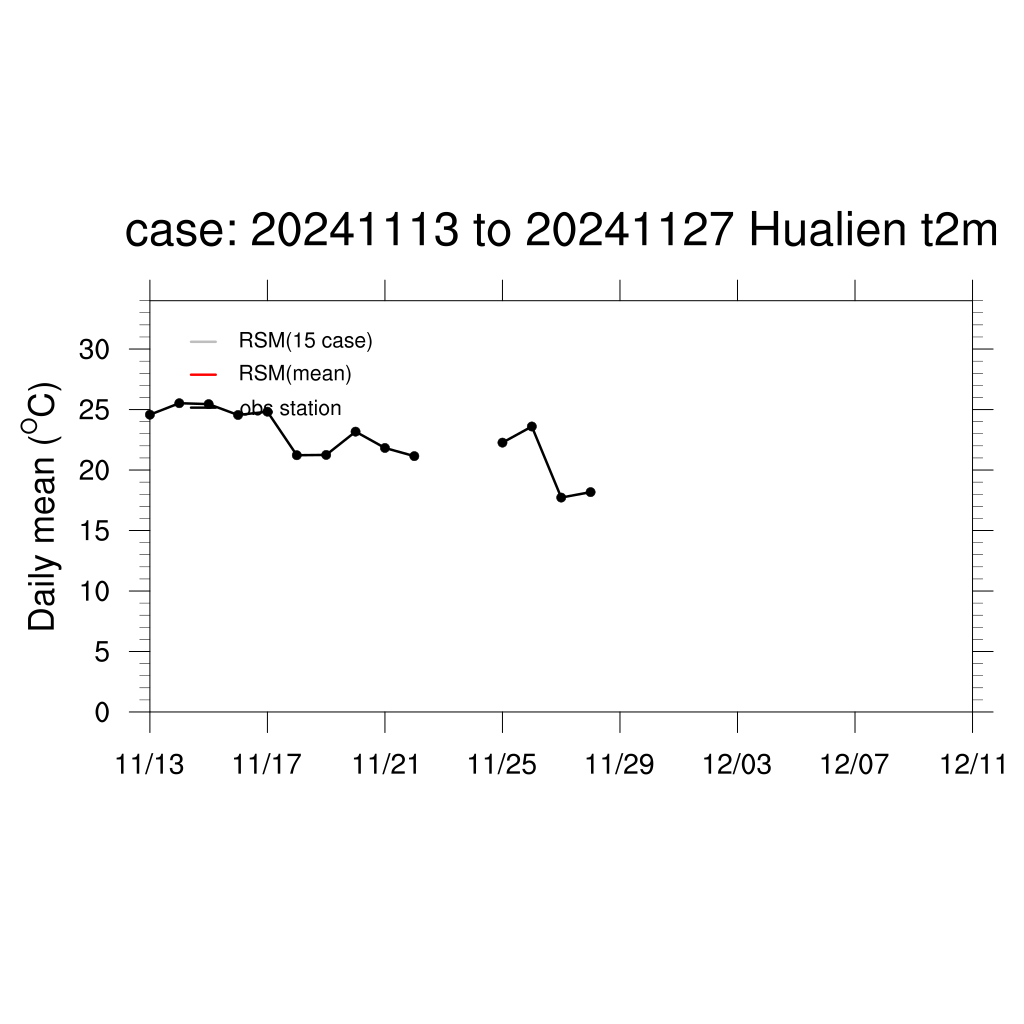 case: 20241113 to 20241127 Hualien t2m
RSM(15 case)
RSM(mean)
obs station
Daily mean (°C)
30
25
20
15
10
5
0
11/13 11/17 11/21 11/25 11/29 12/03 12/07 12/11